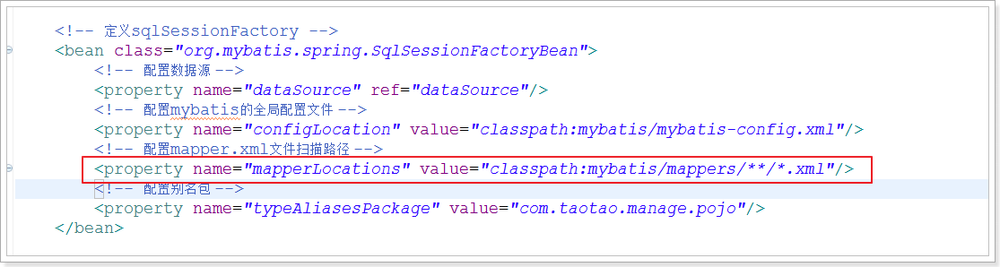 <!-- 定义sqlSessionFactory -->
<bean class="org.mybatis.spring.SqlSessionFactoryBean">
<!-- 配置数据源 -->
<property name="dataSource" ref="dataSource"/>
<!-- 配置mybatis的全局配置文件 -->
<property name="configLocation" value="classpath:mybatis/mybatis-config.xml"/>
<!-- 配置mapper.xml文件扫描路径 -->
<property name="mapperLocations" value="classpath:mybatis/mappers/**/*.xml"/>
<!-- 配置别名包 -->
<property name="typeAliasesPackage" value="com.taotao.manage.pojo"/>
</bean>